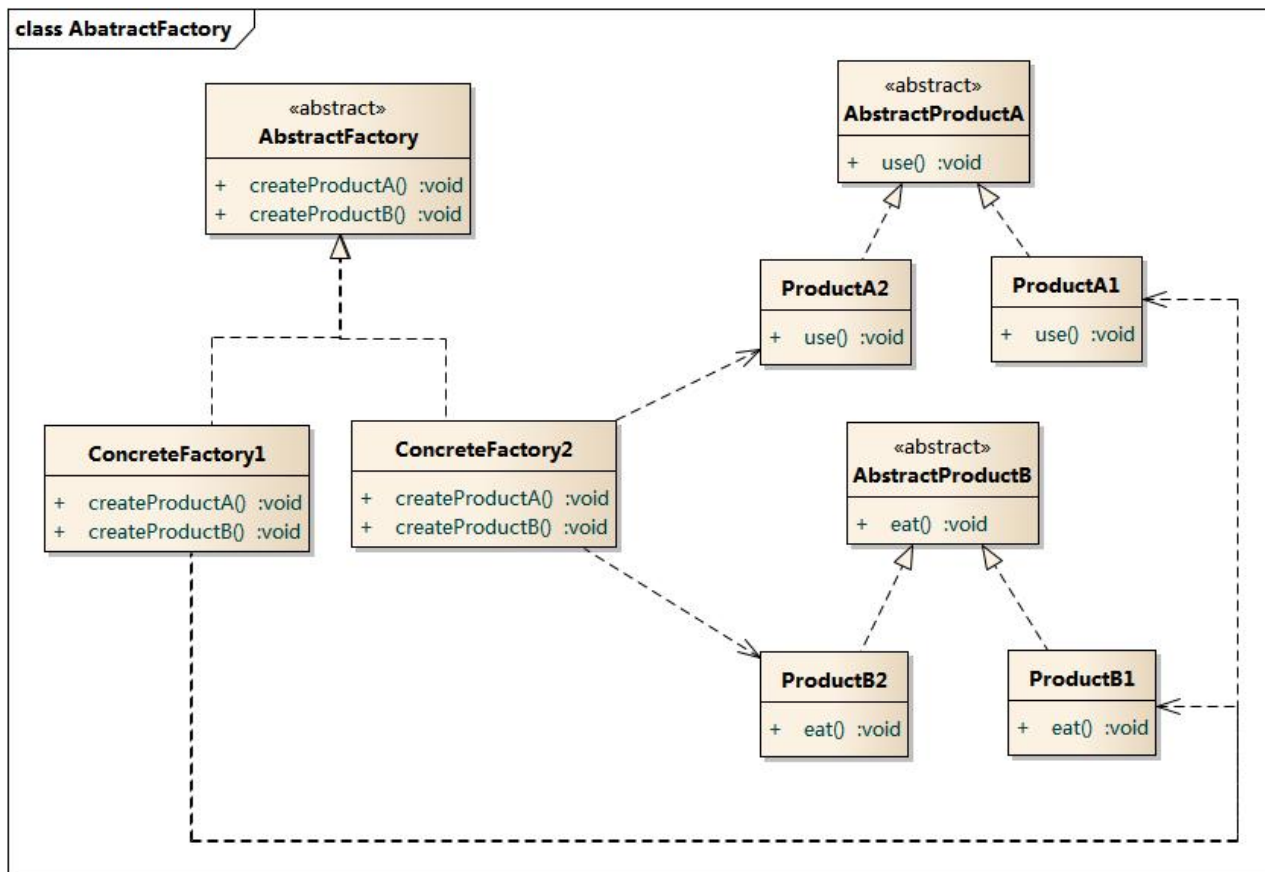 class AbatractFactory
«abstract»
AbstractFactory
+ createProductA() :void
+ createProductB() :void
«abstract»
AbstractProductA
+ use() :void
ProductA2
+ use() :void
ProductA1
+ use() :void
ConcreteFactory1
+ createProductA() :void
+ createProductB() :void
ConcreteFactory2
+ createProductA() :void
+ createProductB() :void
«abstract»
AbstractProductB
+ eat() :void
ProductB2
+ eat() :void
ProductB1
+ eat() :void